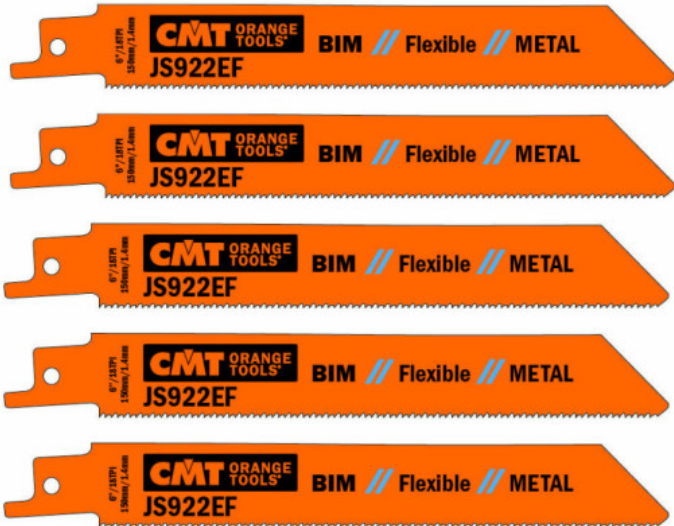 6"/18TPI
150mm/1.4mm
CMT ORANGE TOOLS®
BIM // Flexible // METAL
JS922EF
6"/18TPI
150mm/1.4mm
CMT ORANGE TOOLS®
BIM // Flexible // METAL
JS922EF
6"/18TPI
150mm/1.4mm
CMT ORANGE TOOLS®
BIM // Flexible // METAL
JS922EF
6"/18TPI
150mm/1.4mm
CMT ORANGE TOOLS®
BIM // Flexible // METAL
JS922EF
6"/18TPI
150mm/1.4mm
CMT ORANGE TOOLS®
BIM // Flexible // METAL
JS922EF